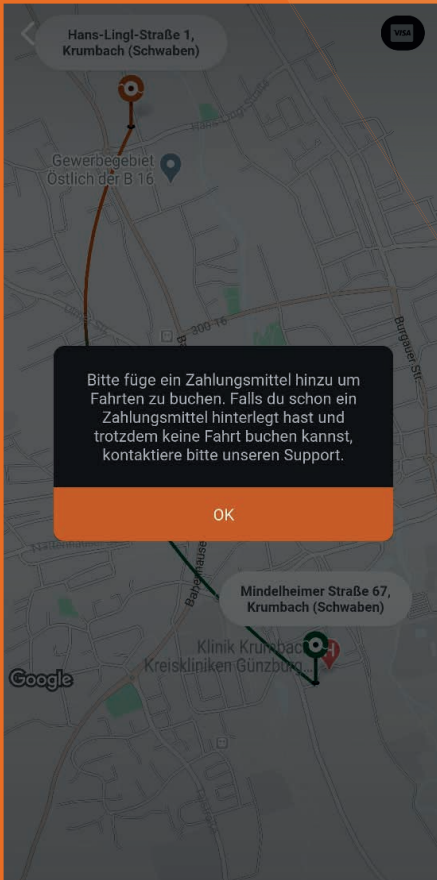 Hans-Lingl-Straße 1,
Krumbach (Schwaben)
VISA
Gewerbegebiet
Östlich der B 16
300 16
Burgauer Str.
Bitte füge ein Zahlungsmittel hinzu um
Fahrten zu buchen. Falls du schon ein
Zahlungsmittel hinterlegt hast und
trotzdem keine Fahrt buchen kannst,
kontaktiere bitte unseren Support.
OK
Mindelheimer Straße 67,
Krumbach (Schwaben)
Klinik Krumbach
Kreiskliniken Günzburg...
H
Google